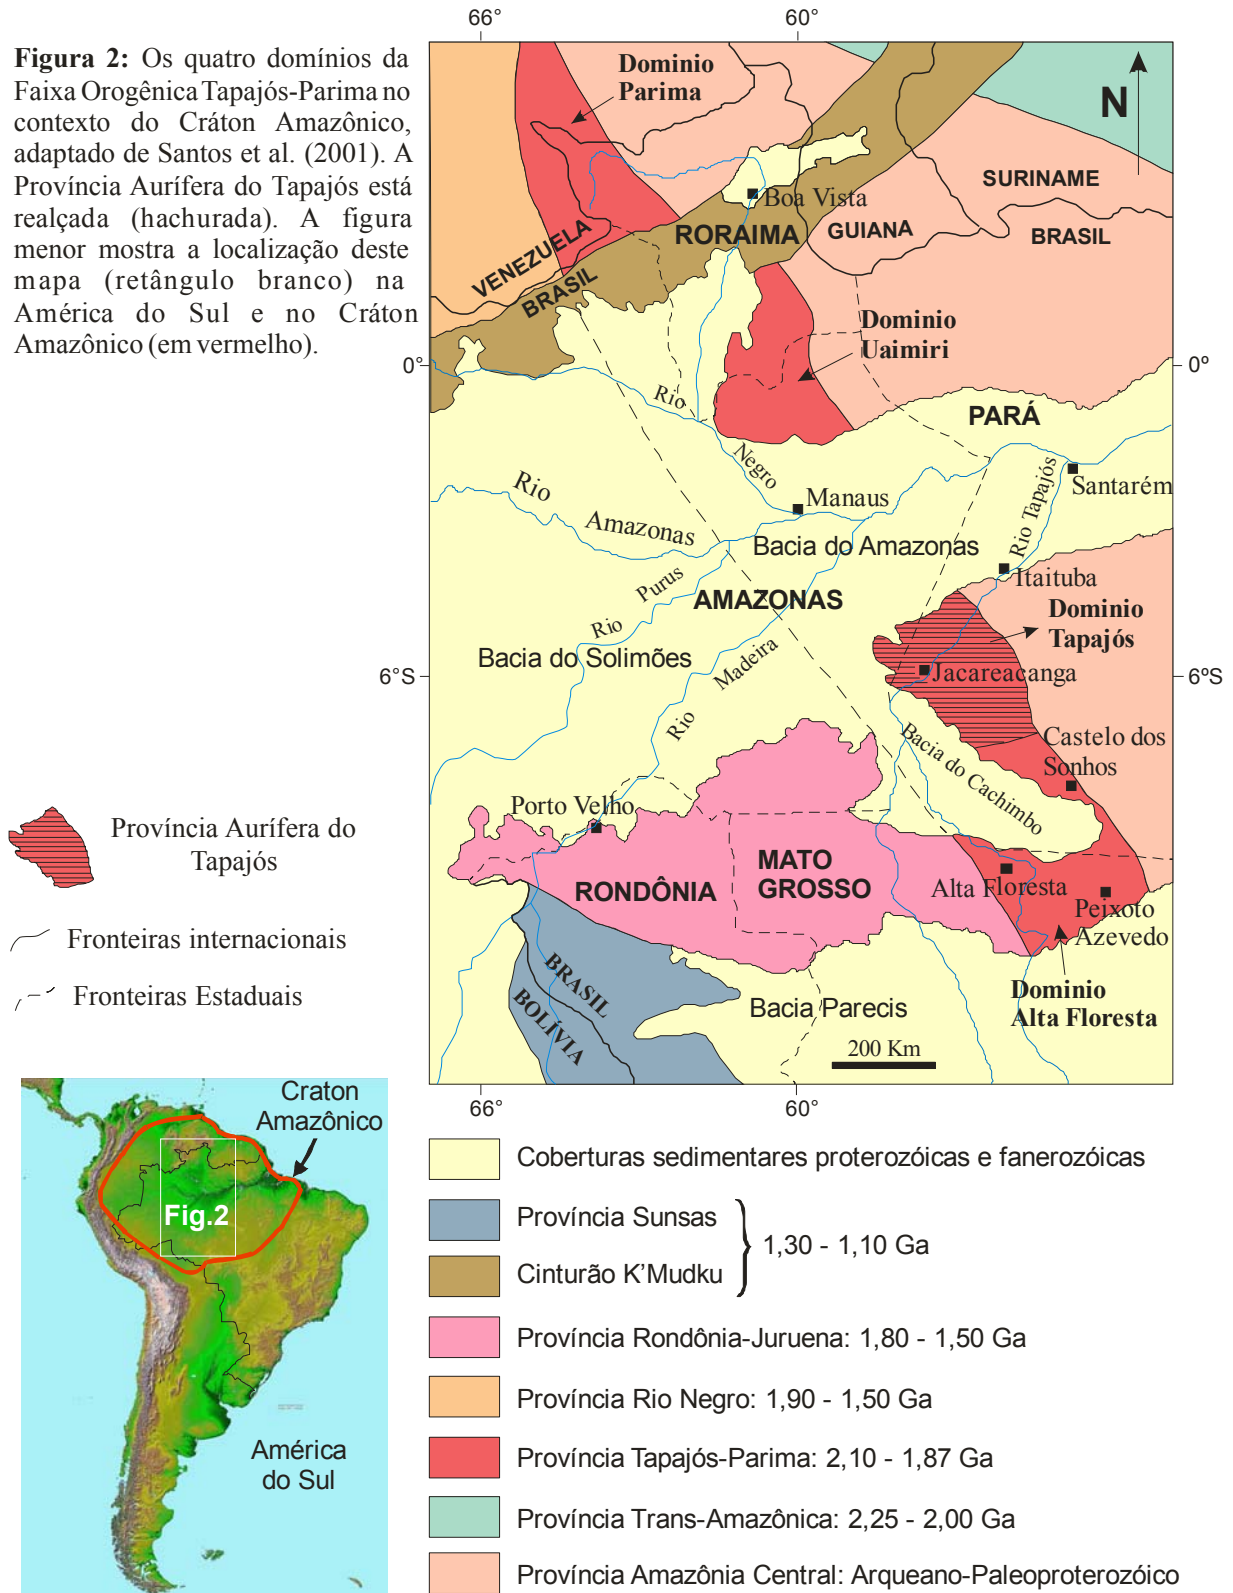 66°
60°
Figura 2: Os quatro domínios da
Faixa Orogênica Tapajós-Parima no
contexto do Cráton Amazônico,
adaptado de Santos et al. (2001). A
Província Aurífera do Tapajós está
realçada (hachurada). A figura
menor mostra a localização deste
mapa (retângulo branco) na
América do Sul e no Cráton
Amazônico (em vermelho).
Dominio
Parima
N
Boa Vista
SURINAME
RORAIMA
GUIANA
BRASIL
VENEZUELA
BRASIL
Dominio
Uaimiri
0°
0º
Rio
Negro
PARÁ
Santarém
Rio
Amazonas
Manaus
Rio Tapajós
Bacia do Amazonas
Itaituba
Purus
Rio
AMAZONAS
Dominio
Tapajós
Bacia do Solimões
Madeira
Rio
Jacareacanga
6°S
6ºS
Castelo dos
Sonhos
Bacia do Cachimbo
Porto Velho
MATO
GROSSO
RONDÔNIA
Alta Floresta
Peixoto
Azevedo
BRASIL
BOLÍVIA
Bacia Parecis
Dominio
Alta Floresta
200 Km
66°
60°
Província Aurífera do
Tapajós
Fronteiras internacionais
Fronteiras Estaduais
Craton
Amazônico
Fig.2
América
do Sul
Coberturas sedimentares proterozóicas e fanerozóicas
Província Sunsas
1,30 - 1,10 Ga
Cinturão K'Mudku
Província Rondônia-Juruena: 1,80 - 1,50 Ga
Província Rio Negro: 1,90 - 1,50 Ga
Província Tapajós-Parima: 2,10 - 1,87 Ga
Província Trans-Amazônica: 2,25 - 2,00 Ga
Província Amazônia Central: Arqueano-Paleoproterozóico